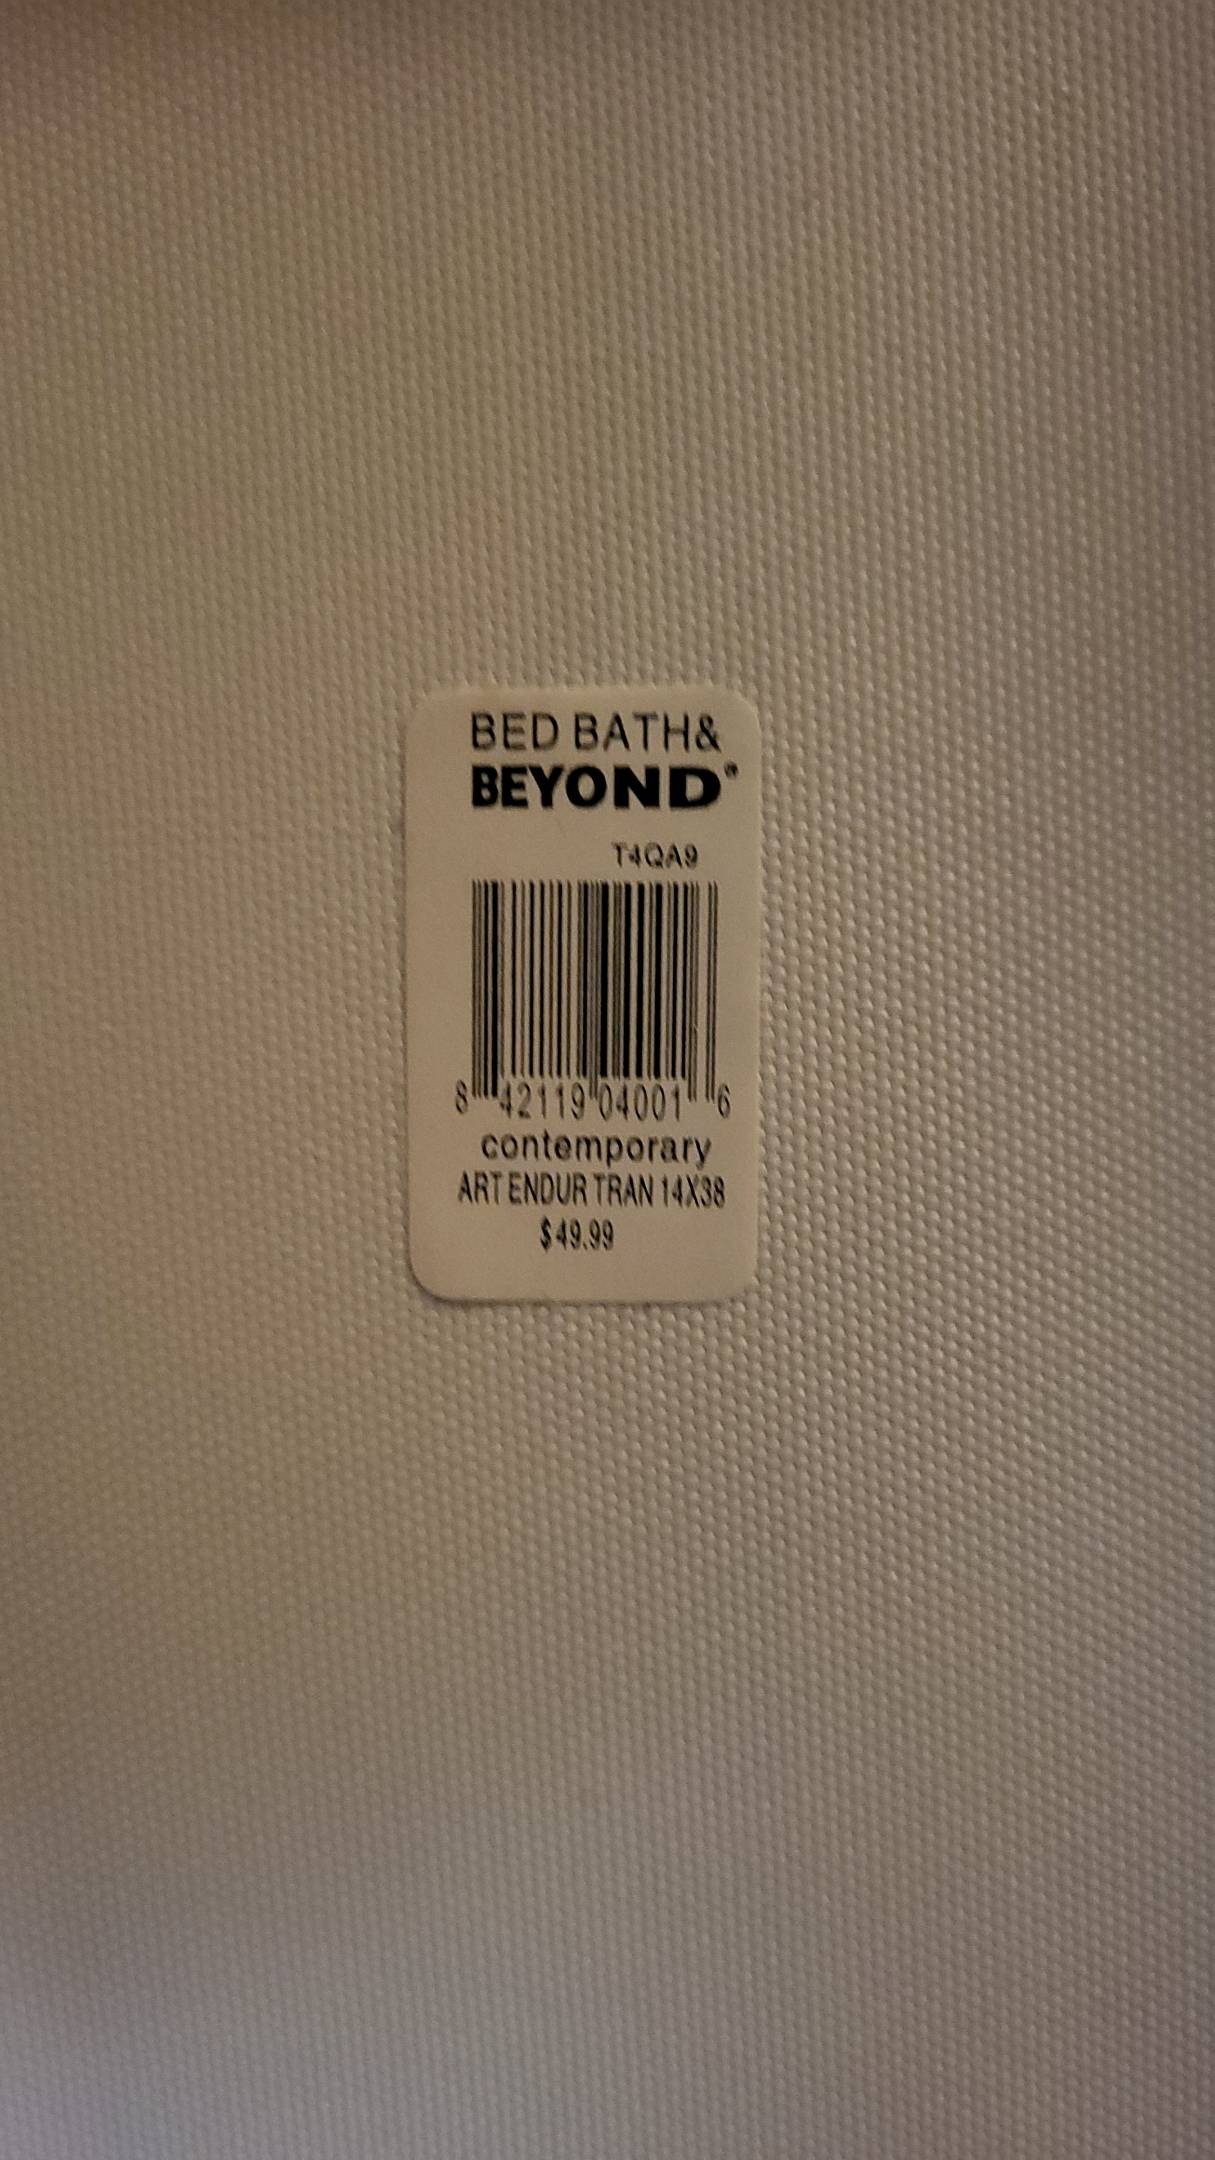 BED BATH&
BEYOND®
T4QA9
8 42119 04001 6
contemporary
ART ENDUR TRAN 14X38
$49.99